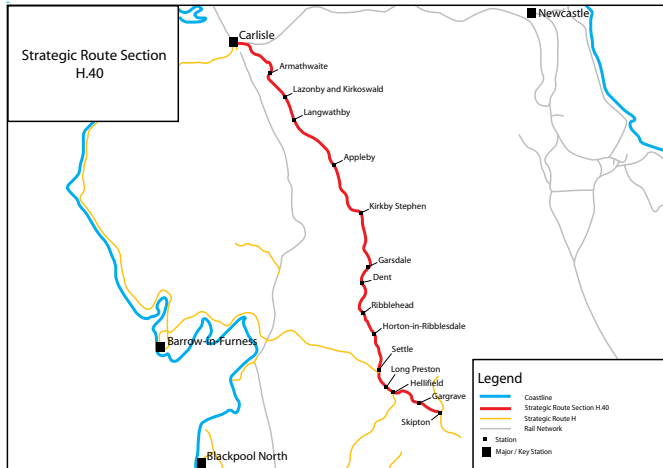 Strategic Route Section
H.40
Carlisle
Newcastle
Armathwaite
Lazonby and Kirkoswald
Langwathby
Appleby
Kirkby Stephen
Garsdale
Dent
Ribblehead
Horton-in-Ribblesdale
Barrow-in-Furness
Settle
Long Preston
Hellifield
Gargrave
Skipton
Blackpool North
Legend
Coastline
Strategic Route Section H.40
Strategic Route H
Rail Network
Station
Major / Key Station